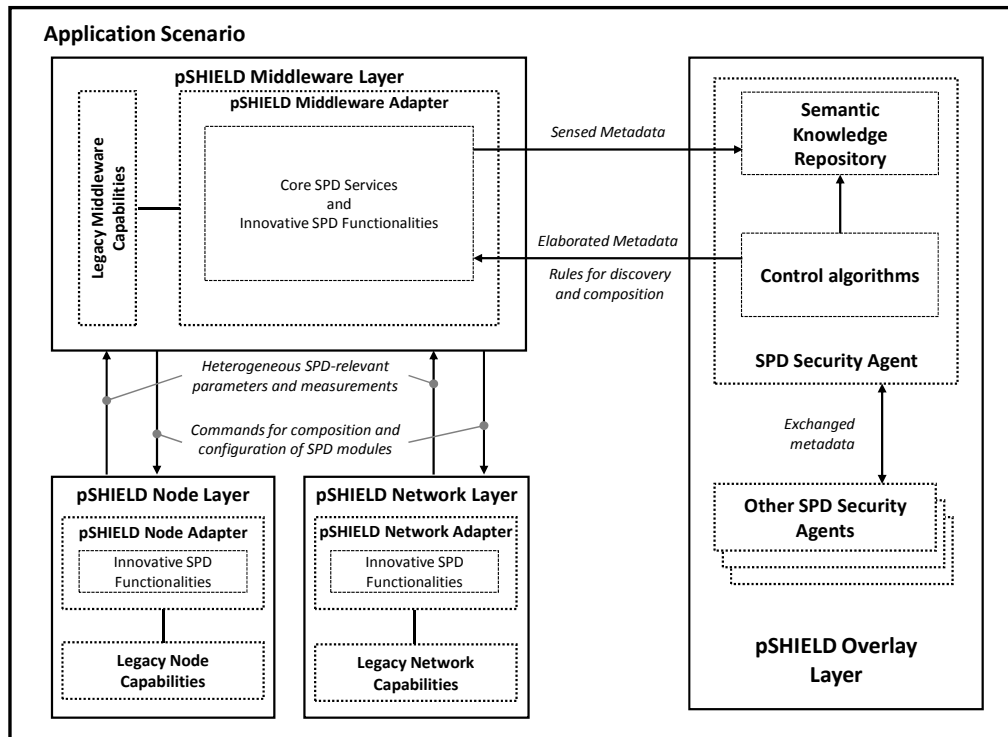 Application Scenario
pSHIELD Middleware Layer
Legacy Middleware
Capabilities
pSHIELD Middleware Adapter
Core SPD Services
and
Innovative SPD Functionalities
Sensed Metadata
Elaborated Metadata
Rules for discovery
and composition
Semantic
Knowledge
Repository
Control algorithms
SPD Security Agent
Exchanged
metadata
Other SPD Security
Agents
pSHIELD Overlay
Layer
Heterogeneous SPD-relevant
parameters and measurements
Commands for composition and
configuration of SPD modules
pSHIELD Node Layer
pSHIELD Node Adapter
Innovative SPD
Functionalities
Legacy Node
Capabilities
pSHIELD Network Layer
pSHIELD Network Adapter
Innovative SPD
Functionalities
Legacy Network
Capabilities